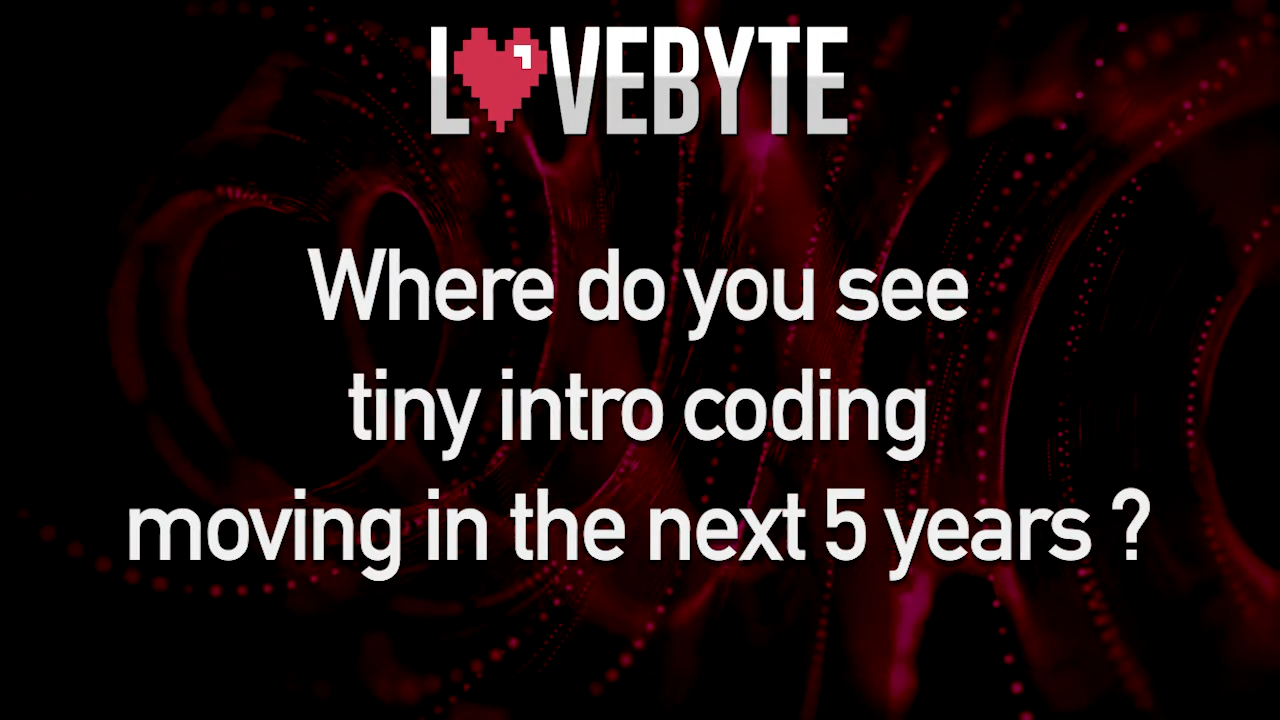 LOVEBYTE
Where do you see
tiny intro coding
moving in the next 5 years ?